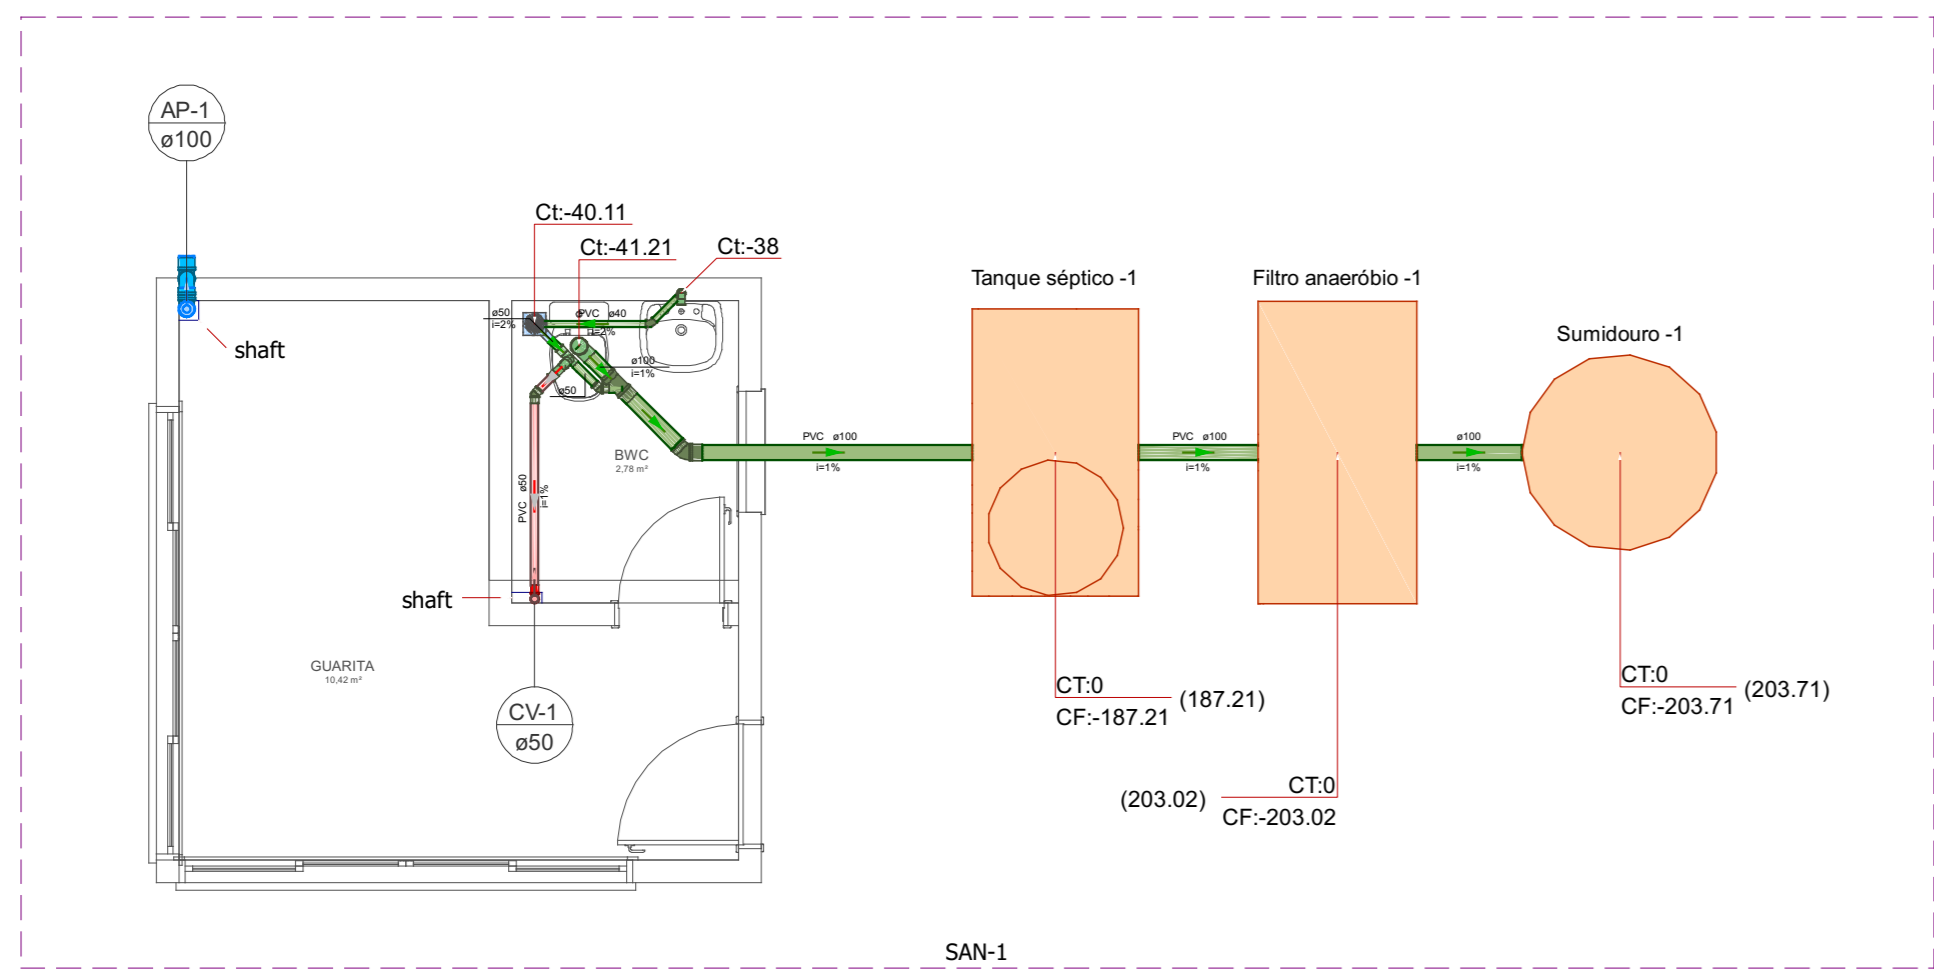 AP-1
ø100
Ct:-40.11
Ct:-41.21
Ct:-38
Tanque séptico -1
Filtro anaeróbio -1
Sumidouro -1
shaft
ø50
i=2%
PVC ø40
i=2%
ø100
i=1%
ø50
PVC ø100
i=1%
PVC ø100
i=1%
ø100
i=1%
BWC
2,78 m²
PVC ø50
i=1%
shaft
GUARITA
10,42 m²
CV-1
ø50
CT:0
CF:-187.21
(187.21)
CT:0
CF:-203.71
(203.71)
(203.02)
CT:0
CF:-203.02
SAN-1